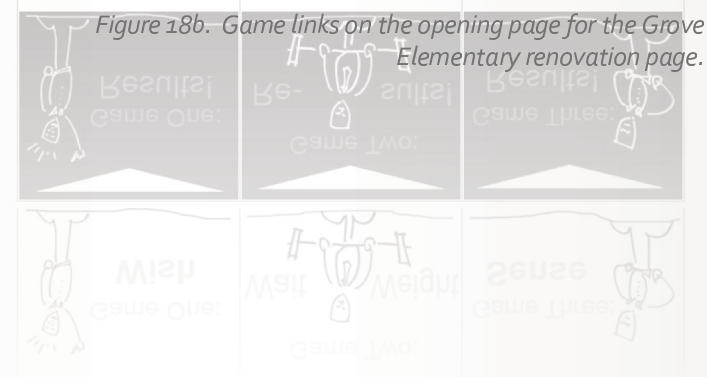 Figure 18b.  Game links on the opening page for the Grove
Elementary renovation page.
Results!
Game One:
Re- sults!
Game Two:
Results!
Game Three:
Wish
Game One:
Wait Weight
Game Two:
Sense
Game Three: